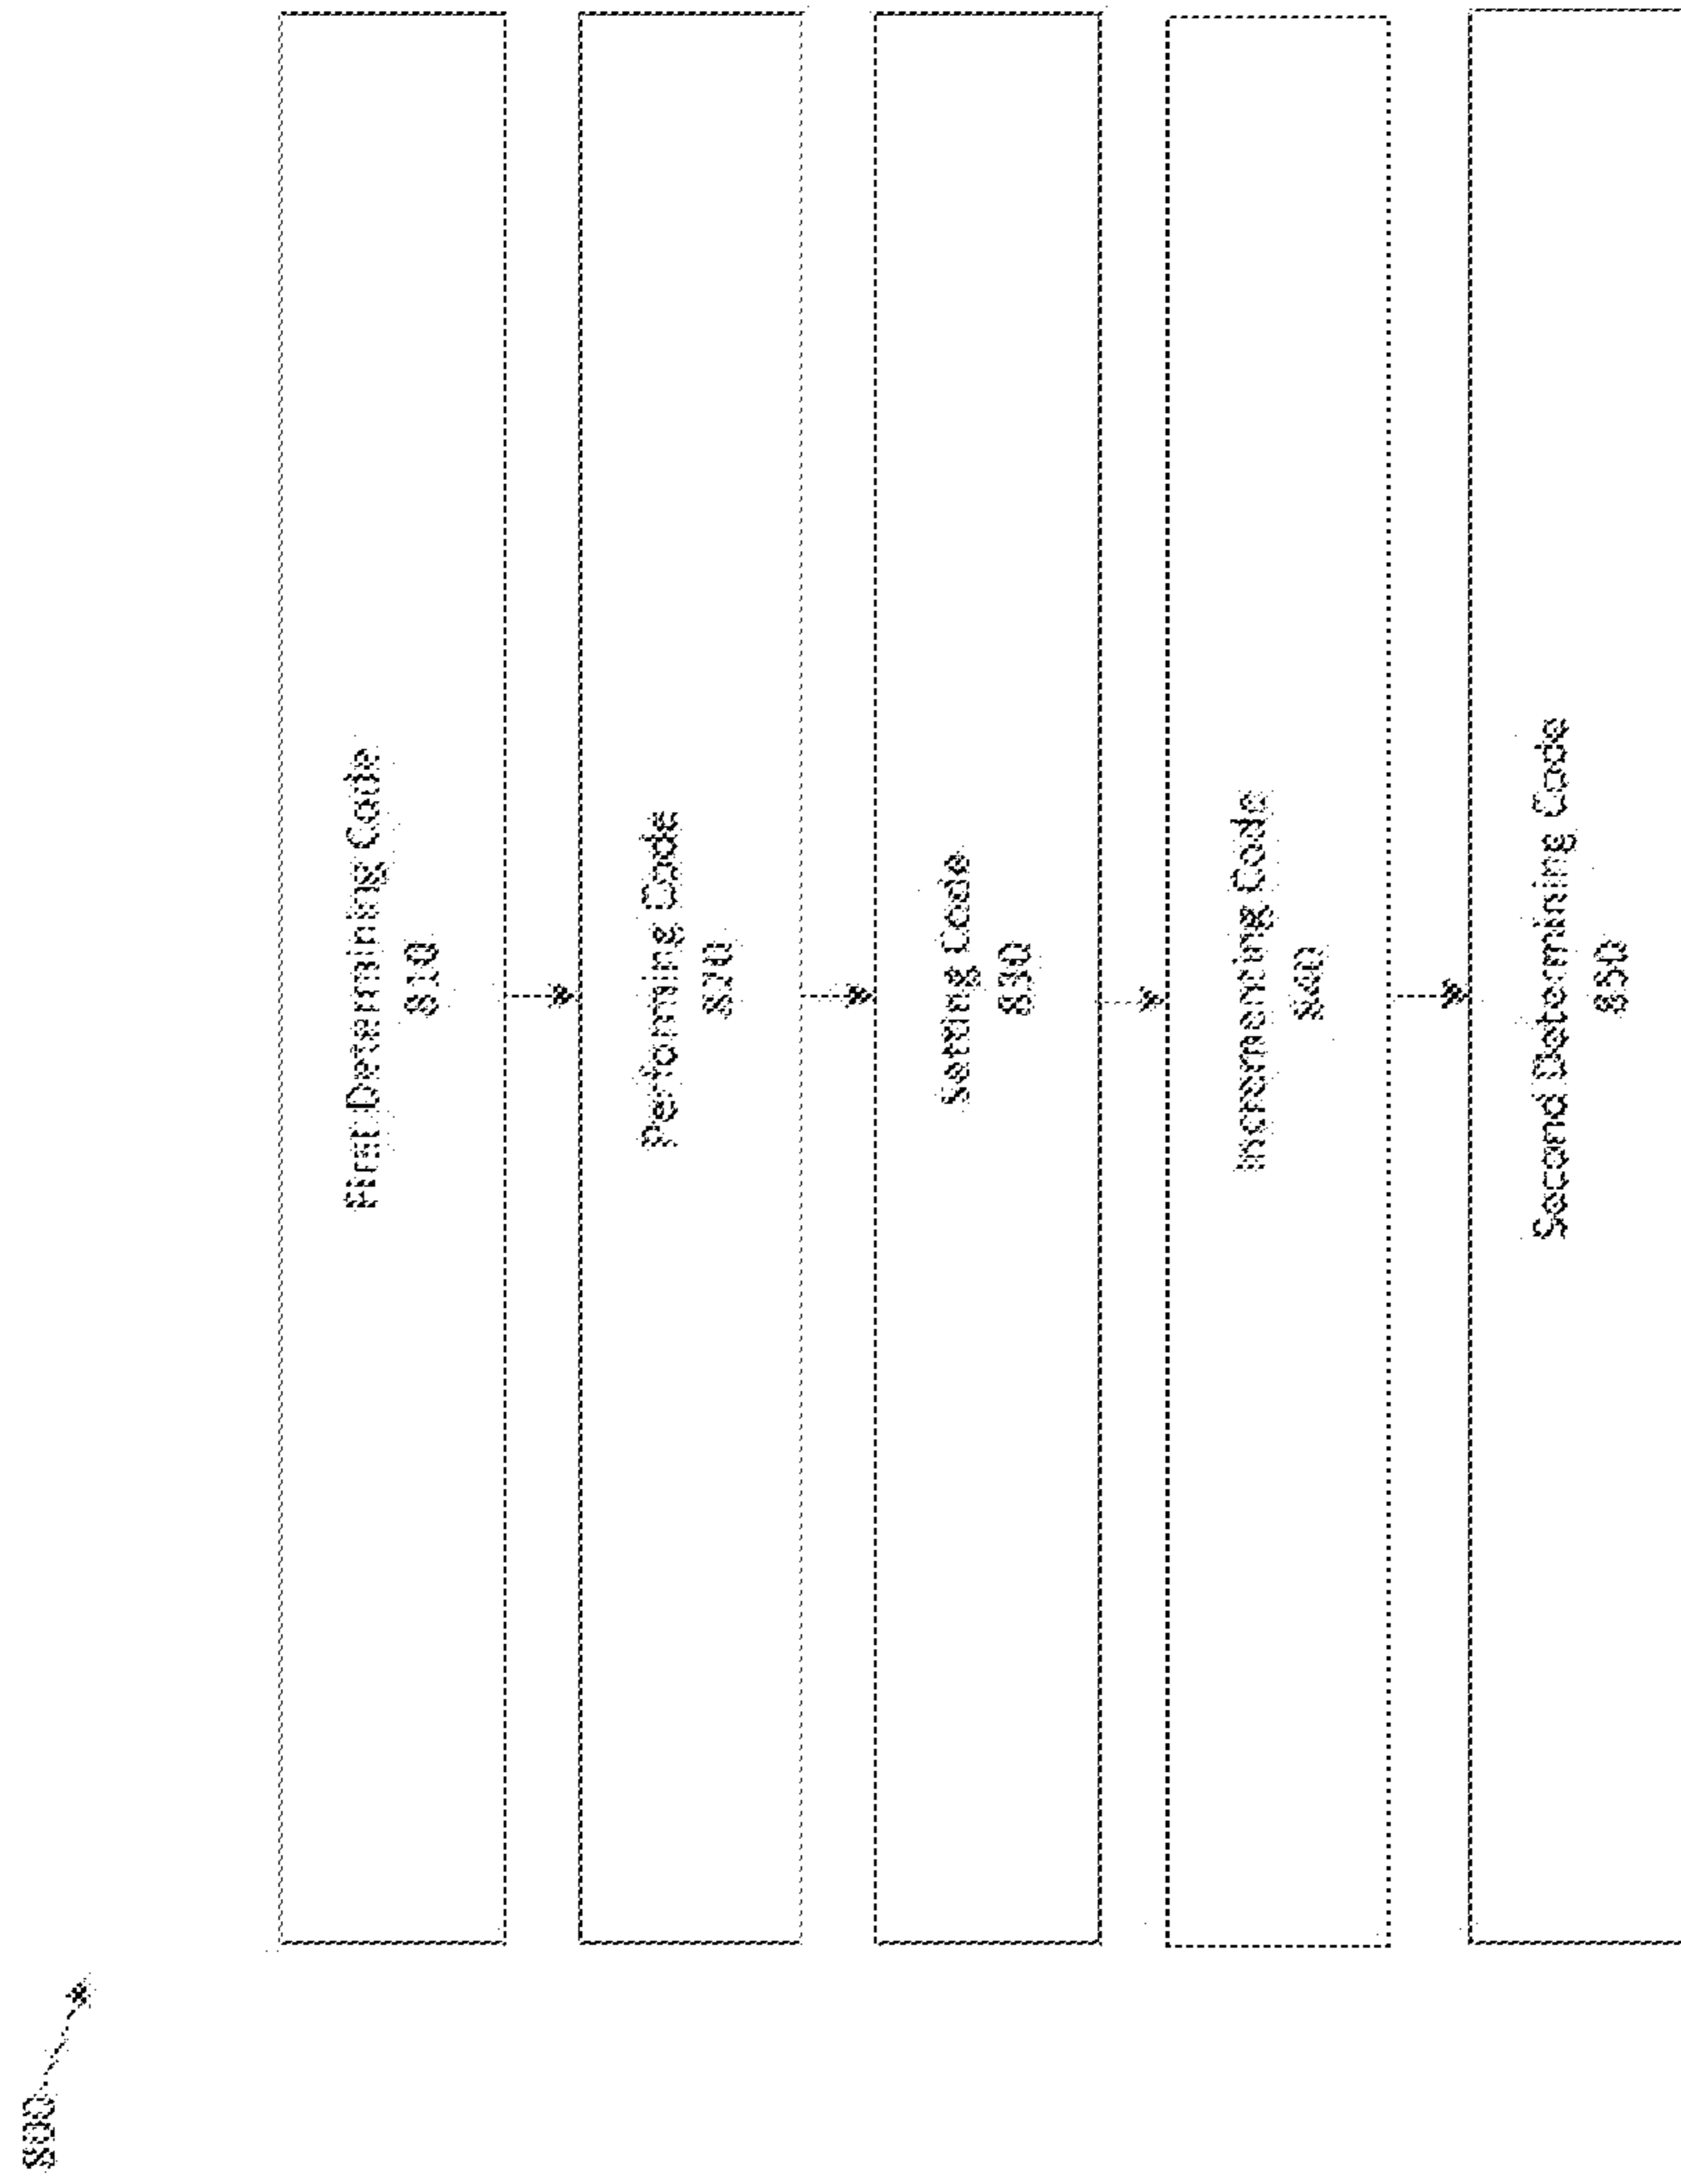 800
First Determining Code
810
Performing Code
820
Setting Code
830
Incrementing Code
840
Second Determining Code
850